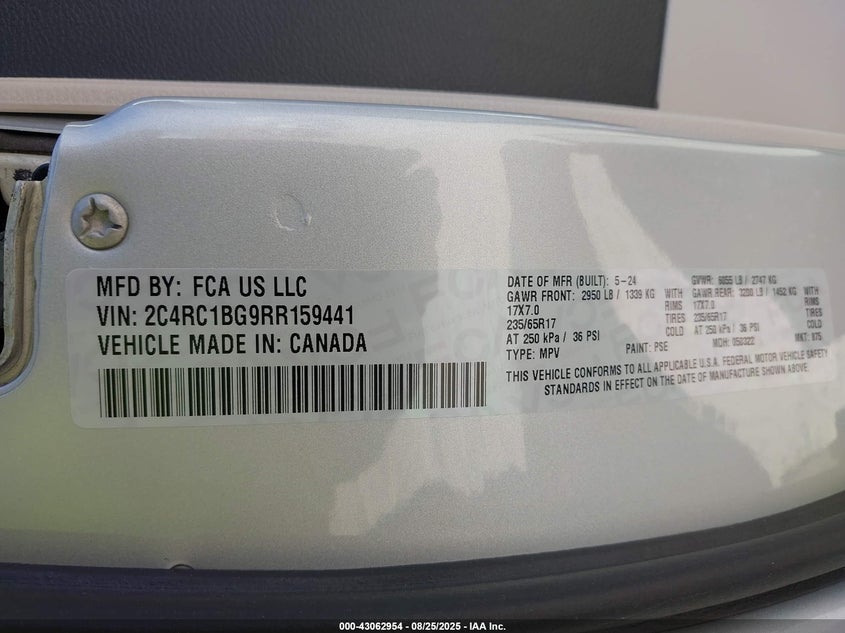 MFD BY: FCA US LLC
VIN: 2C4RC1BG9RR159441
VEHICLE MADE IN: CANADA
DATE OF MFR (BUILT): 5-24
GVWR: 6055 LB / 2747 KG
GAWR FRONT: 2950 LB / 1339 KG WITH
17X7.0 RIMS
235/65R17 TIRES
AT 250 kPa / 36 PSI COLD
GAWR REAR: 3200 LB / 1452 KG WITH
17X7.0 RIMS
235/65R17 TIRES
AT 250 kPa / 36 PSI COLD
TYPE: MPV PAINT: PSE MDH: 050322 MKT: 875
THIS VEHICLE CONFORMS TO ALL APPLICABLE U.S.A. FEDERAL MOTOR VEHICLE SAFETY
STANDARDS IN EFFECT ON THE DATE OF MANUFACTURE SHOWN ABOVE.
000-43062954 - 08/25/2025 - IAA Inc.